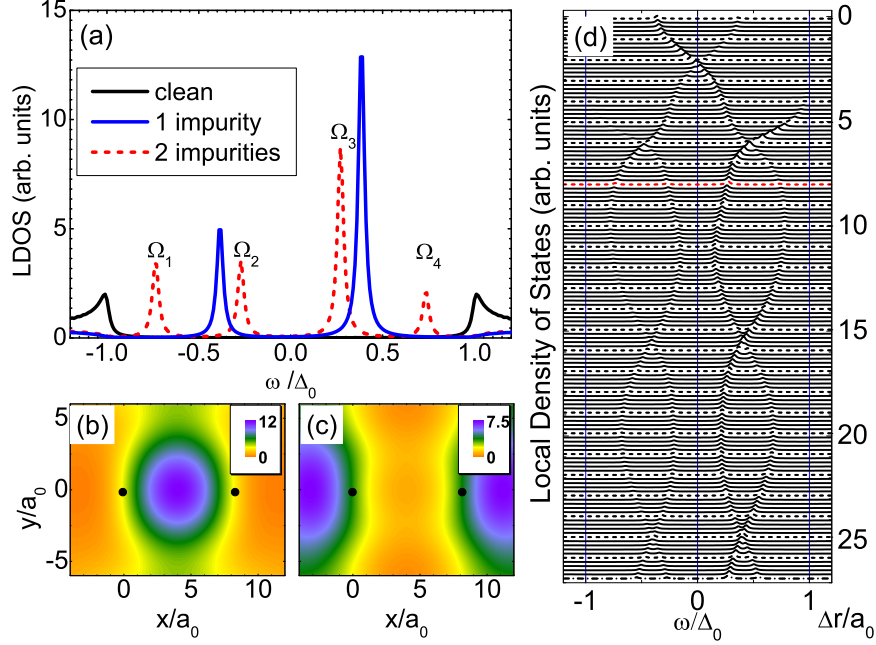 (a)
15
10
5
0
LDOS (arb. units)
clean
1 impurity
2 impurities
Ω1
Ω2
Ω3
Ω4
-1.0 -0.5 0.0 0.5 1.0
ω/Δ0
(b)
12
0
5
0
-5
y/a0
0 5 10
x/a0
(c)
7.5
0
0 5 10
x/a0
(d)
Local Density of States (arb. units)
0
5
10
15
20
25
-1 0 1
ω/Δ0
Δr/a0